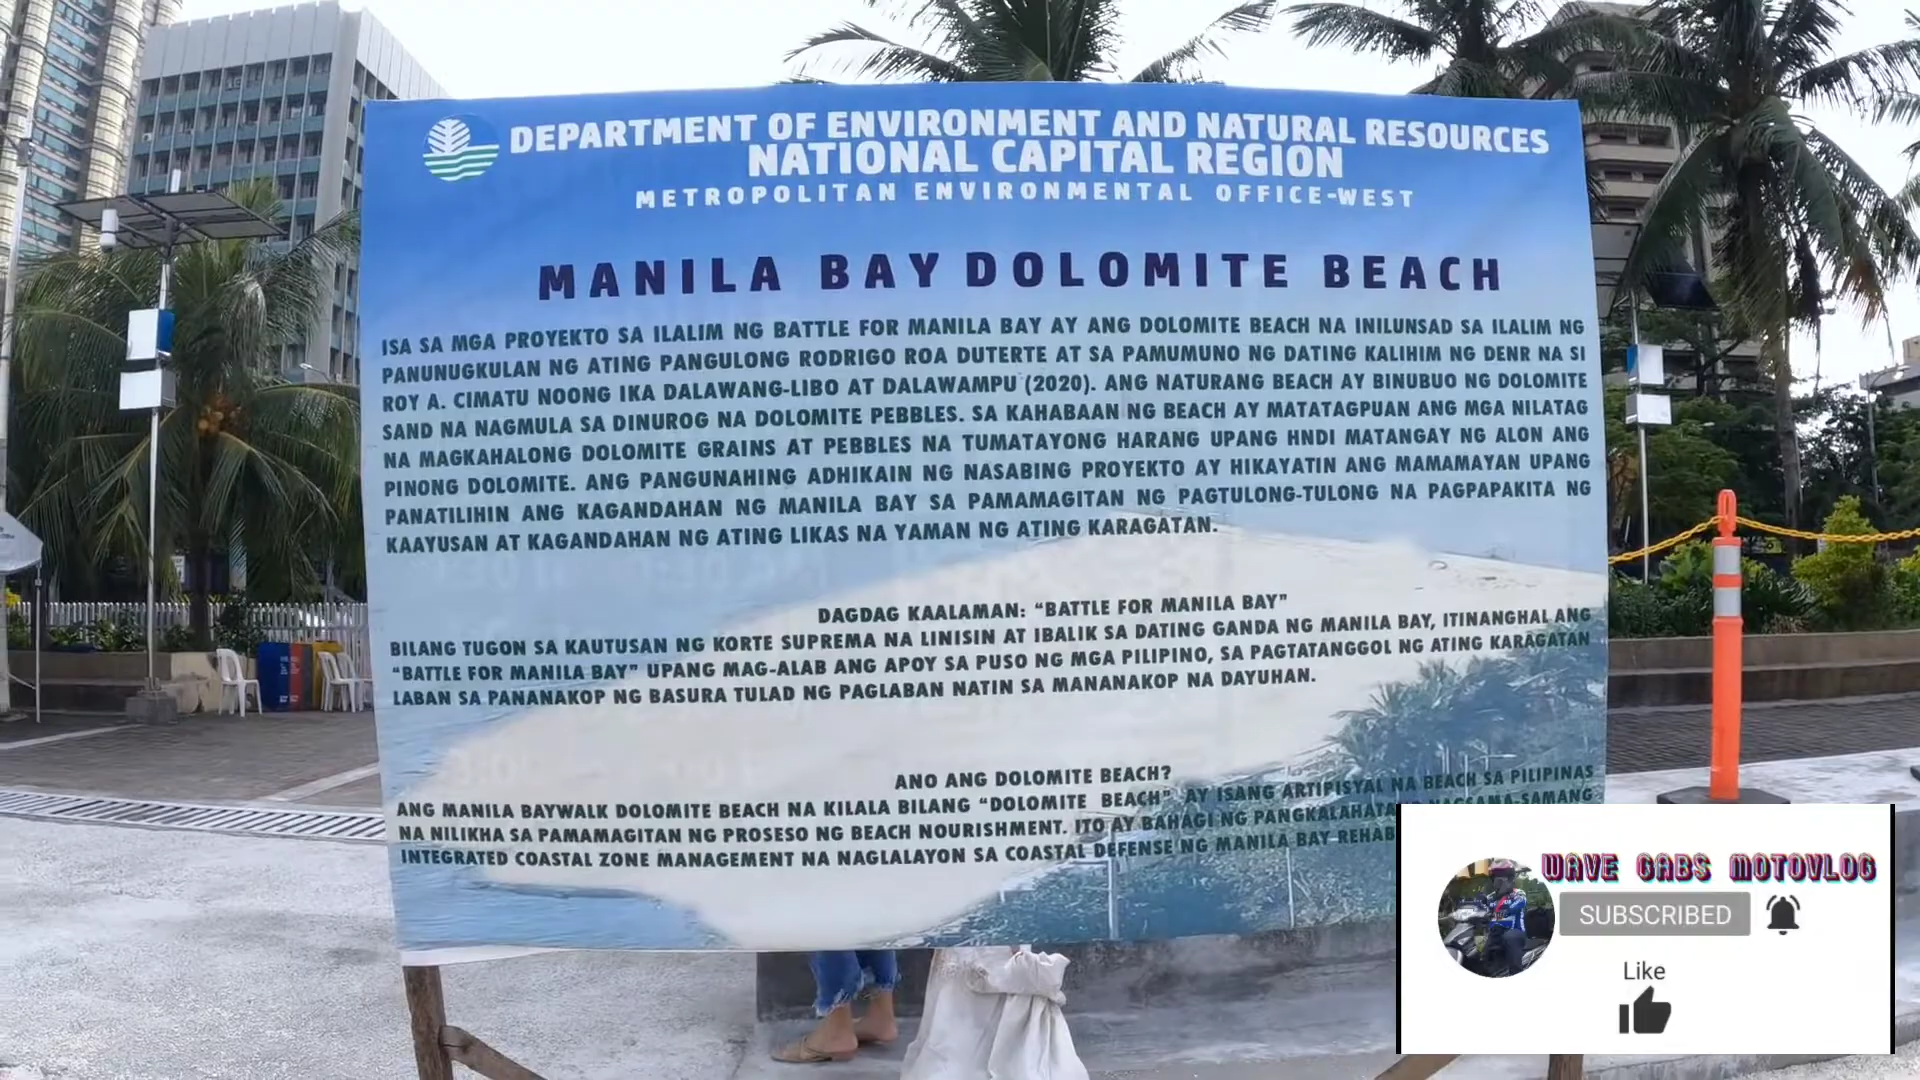 DEPARTMENT OF ENVIRONMENT AND NATURAL RESOURCES
NATIONAL CAPITAL REGION
METROPOLITAN ENVIRONMENTAL OFFICE-WEST
MANILA BAY DOLOMITE BEACH
ISA SA MGA PROYEKTO SA ILALIM NG BATTLE FOR MANILA BAY AY ANG DOLOMITE BEACH NA INILUNSAD SA ILALIM NG
PANUNUGKULAN NG ATING PANGULONG RODRIGO ROA DUTERTE AT SA PAMUMUNO NG DATING KALIHIM NG DENR NA SI
ROY A. CIMATU NOONG IKA DALAWANG-LIBO AT DALAWAMPU (2020). ANG NATURANG BEACH AY BINUBUO NG DOLOMITE
SAND NA NAGMULA SA DINUROG NA DOLOMITE PEBBLES. SA KAHABAAN NG BEACH AY MATATAGPUAN ANG MGA NILATAG
NA MAGKAHALONG DOLOMITE GRAINS AT PEBBLES NA TUMATAYONG HARANG UPANG HNDI MATANGAY NG ALON ANG
PINONG DOLOMITE. ANG PANGUNAHING ADHIKAIN NG NASABING PROYEKTO AY HIKAYATIN ANG MAMAMAYAN UPANG
PANATILIHIN ANG KAGANDAHAN NG MANILA BAY SA PAMAMAGITAN NG PAGTULONG-TULONG NA PAGPAPAKITA NG
KAAYUSAN AT KAGANDAHAN NG ATING LIKAS NA YAMAN NG ATING KARAGATAN.
DAGDAG KAALAMAN: "BATTLE FOR MANILA BAY"
BILANG TUGON SA KAUTUSAN NG KORTE SUPREMA NA LINISIN AT IBALIK SA DATING GANDA NG MANILA BAY, ITINANGHAL ANG
"BATTLE FOR MANILA BAY" UPANG MAG-ALAB ANG APOY SA PUSO NG MGA PILIPINO, SA PAGTATANGGOL NG ATING KARAGATAN
LABAN SA PANANAKOP NG BASURA TULAD NG PAGLABAN NATIN SA MANANAKOP NA DAYUHAN.
ANO ANG DOLOMITE BEACH?
ANG MANILA BAYWALK DOLOMITE BEACH NA KILALA BILANG "DOLOMITE BEACH" AY ISANG ARTIPISYAL NA BEACH SA PILIPINAS
NA NILIKHA SA PAMAMAGITAN NG PROSESO NG BEACH NOURISHMENT. ITO AY BAHAGI NG NAGSAMA-SAMANG
INTEGRATED COASTAL ZONE MANAGEMENT NA NAGLALAYON SA COASTAL DEFENSE NG MANILA BAY
WAVE GABS MOTOVLOG
SUBSCRIBED
Like